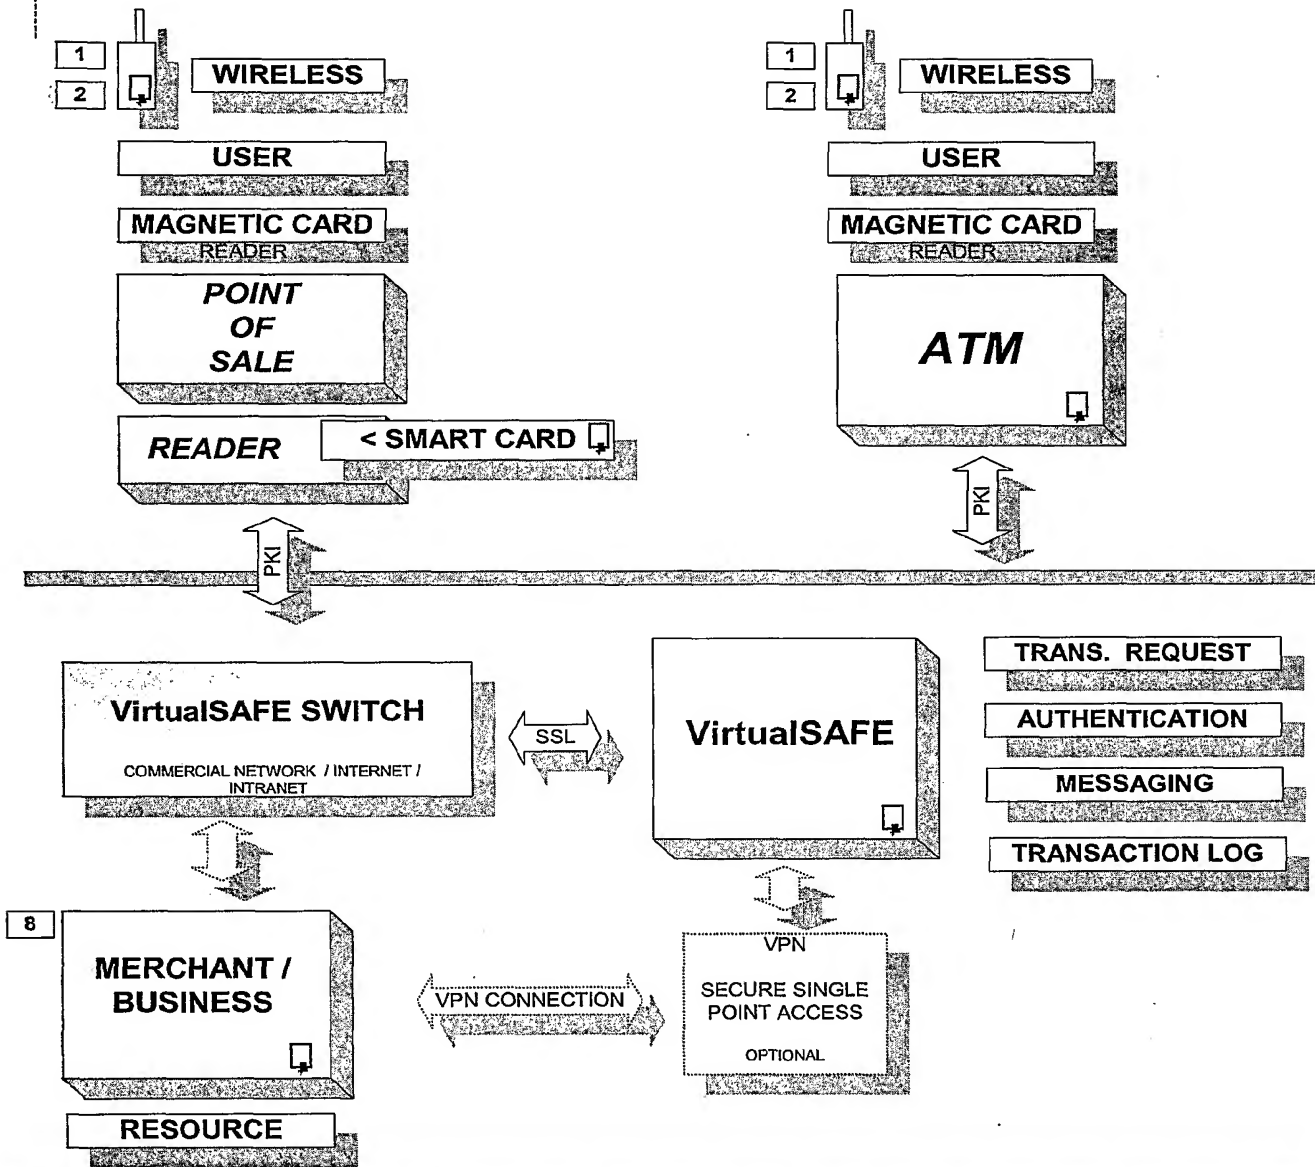 1
2
WIRELESS
USER
MAGNETIC CARD
READER
POINT
OF
SALE
READER
< SMART CARD
PKI
1
2
WIRELESS
USER
MAGNETIC CARD
READER
ATM
PKI
VirtualSAFE SWITCH
COMMERCIAL NETWORK / INTERNET /
INTRANET
SSL
VirtualSAFE
TRANS. REQUEST
AUTHENTICATION
MESSAGING
TRANSACTION LOG
8
MERCHANT /
BUSINESS
RESOURCE
VPN CONNECTION
VPN
SECURE SINGLE
POINT ACCESS
OPTIONAL